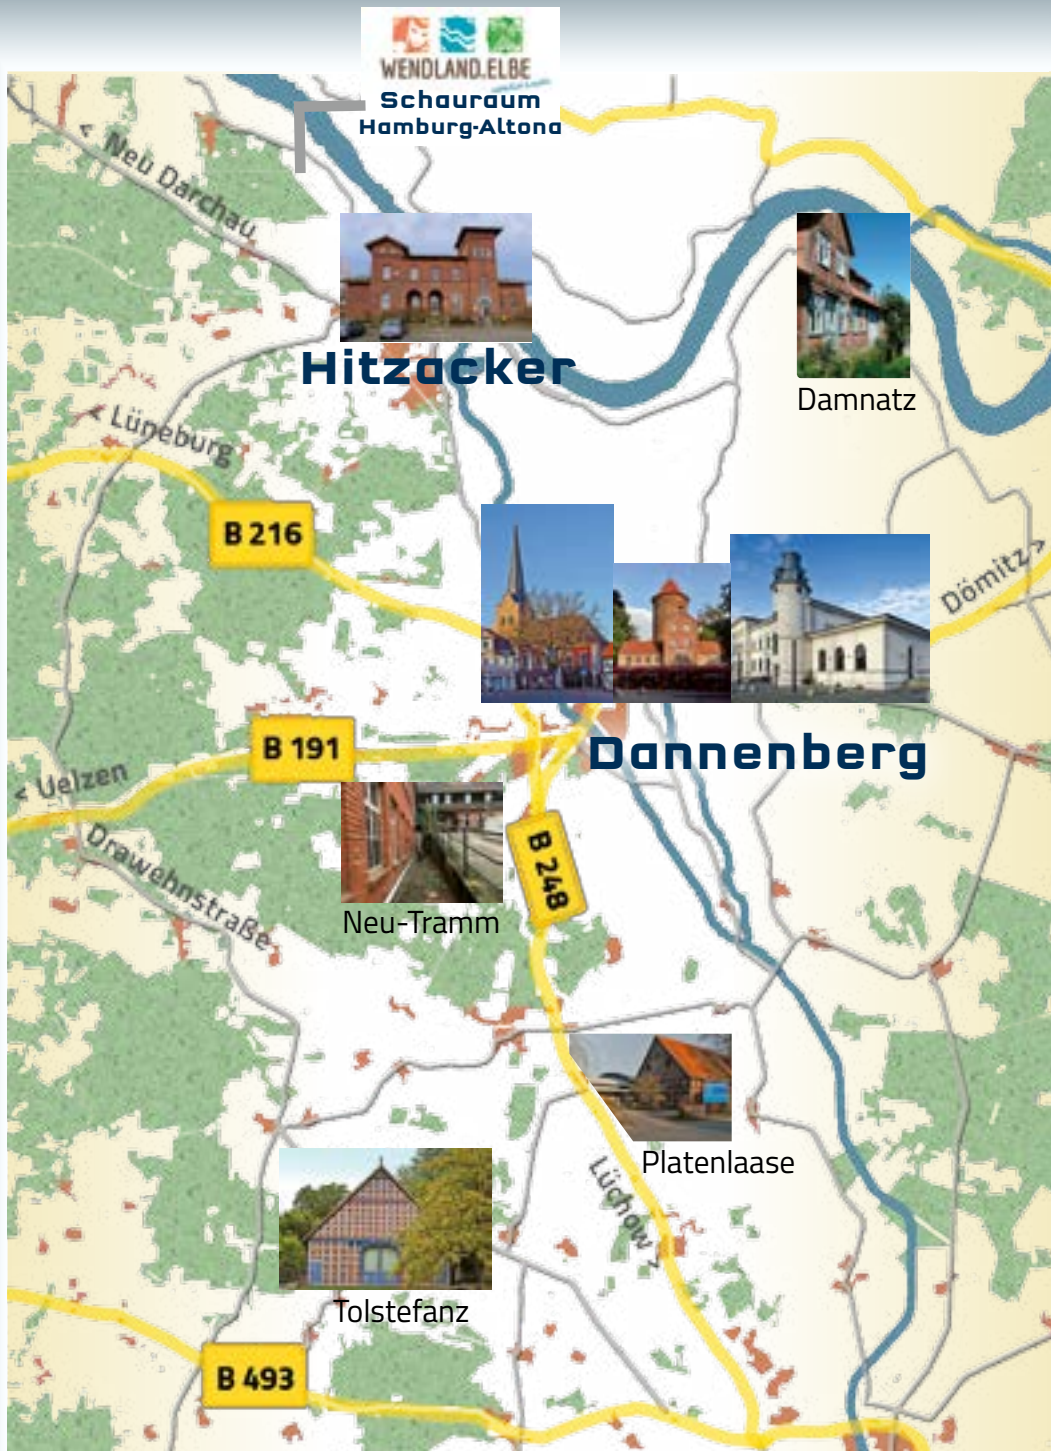 WENDLAND.ELBE
Schauraum
Hamburg-Altona
< Neu Darchau
Hitzacker
Damnatz
< Lüneburg
B 216
Dömitz >
Dannenberg
B 191
< Uelzen
B 248
Drawehnstraße
Neu-Tramm
Platenlaase
Lüchow >
Tolstefanz
B 493